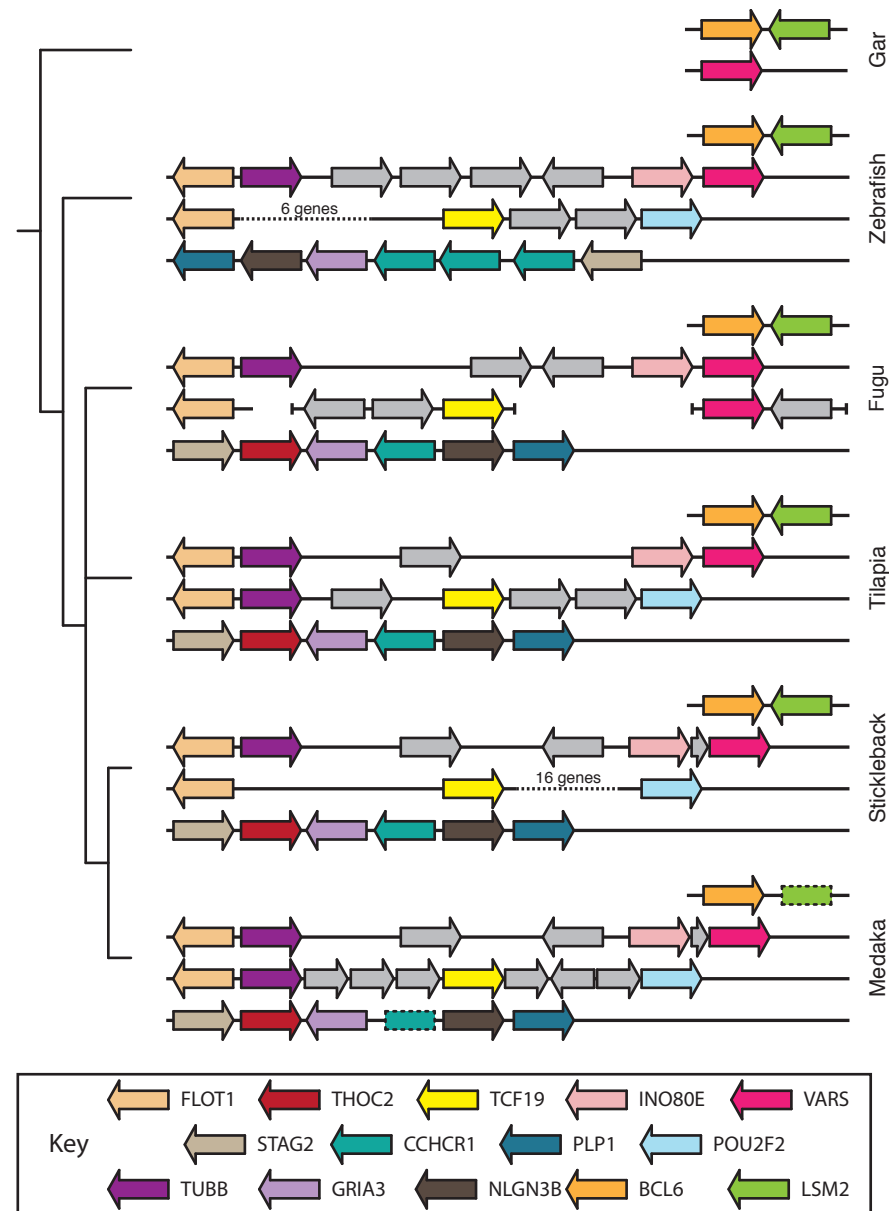 Gar
Zebrafish
6 genes
Fugu
Tilapia
Stickleback
16 genes
Medaka
FLOT1 THOC2 TCF19 INO80E VARS
Key STAG2 CCHCR1 PLP1 POU2F2
TUBB GRIA3 NLGN3B BCL6 LSM2